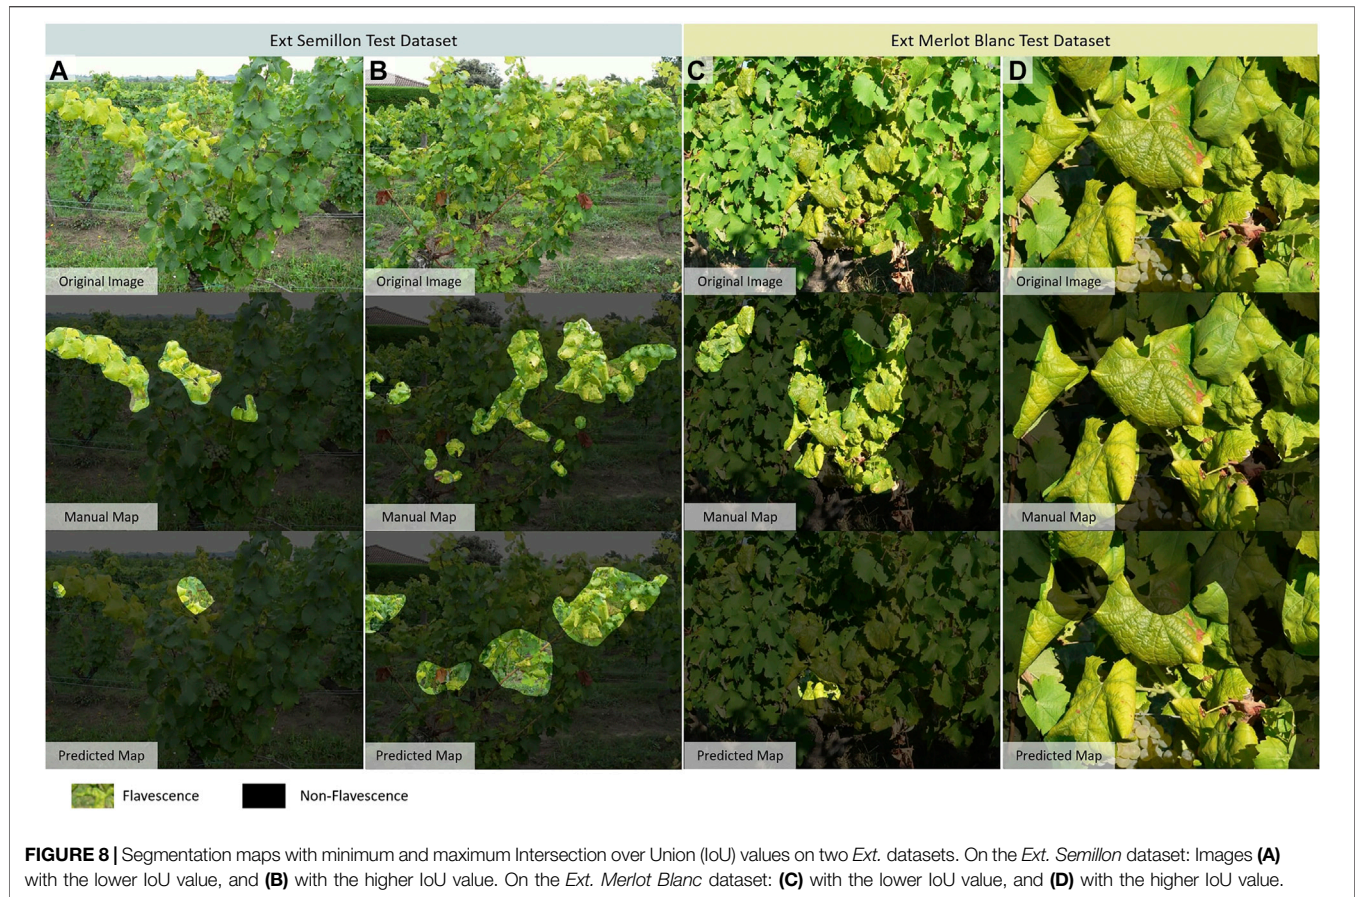 Ext Semillon Test Dataset
Ext Merlot Blanc Test Dataset
A
B
C
D
Original Image
Original Image
Original Image
Original Image
Manual Map
Manual Map
Manual Map
Manual Map
Predicted Map
Predicted Map
Predicted Map
Predicted Map
Flavescence
Non-Flavescence
FIGURE 8 | Segmentation maps with minimum and maximum Intersection over Union (IoU) values on two Ext. datasets. On the Ext. Semillon dataset: Images (A)
with the lower IoU value, and (B) with the higher IoU value. On the Ext. Merlot Blanc dataset: (C) with the lower IoU value, and (D) with the higher IoU value.